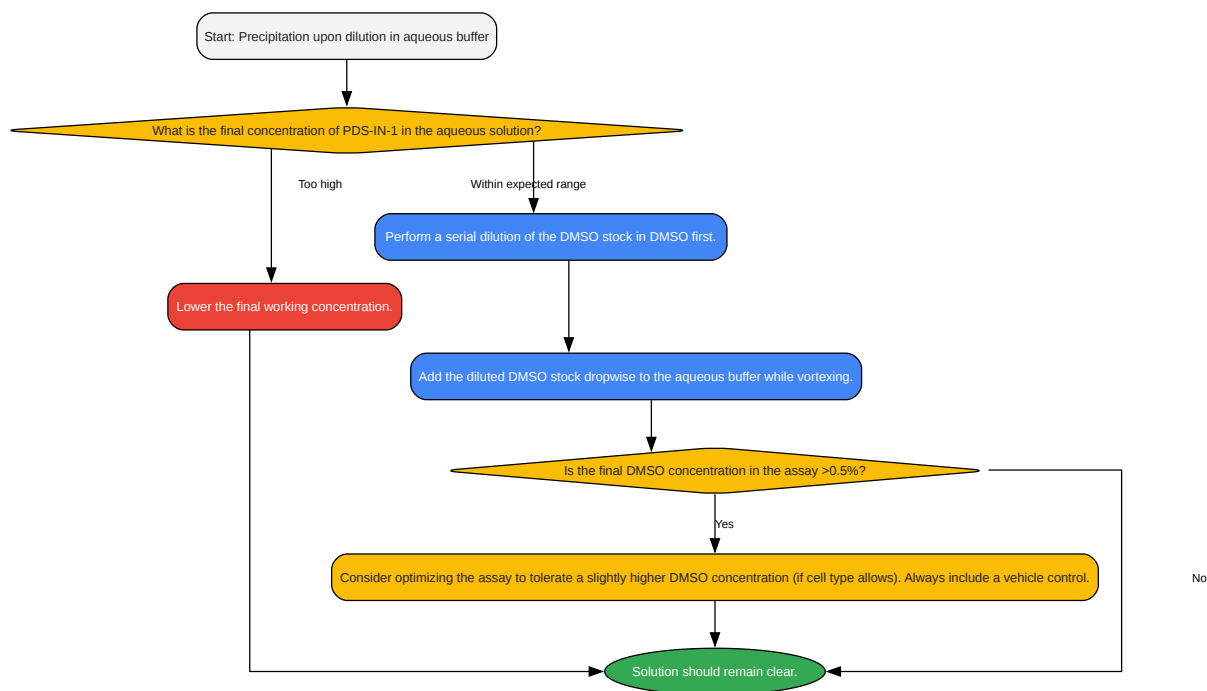 Start: Precipitation upon dilution in aqueous buffer
What is the final concentration of PDS-IN-1 in the aqueous solution?
Too high
Within expected range
Perform a serial dilution of the DMSO stock in DMSO first.
Lower the final working concentration.
Add the diluted DMSO stock dropwise to the aqueous buffer while vortexing.
Is the final DMSO concentration in the assay >0.5%?
Yes
Consider optimizing the assay to tolerate a slightly higher DMSO concentration (if cell type allows). Always include a vehicle control.
No
Solution should remain clear.